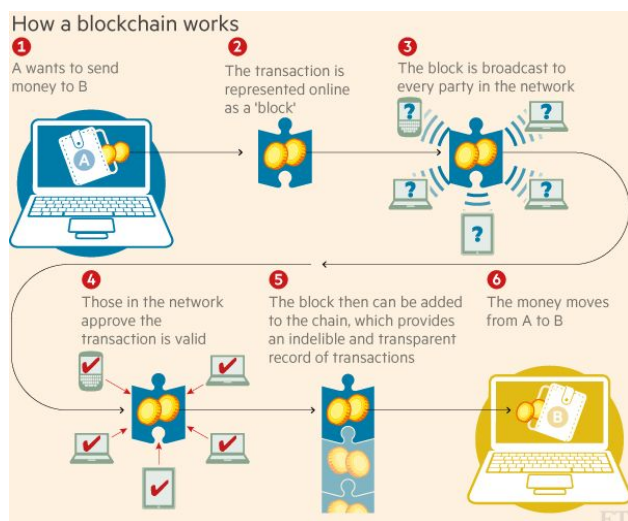 How a blockchain works
1
A wants to send
money to B
2
The transaction is
represented online
as a 'block'
3
The block is broadcast to
every party in the network
A
?
?
?
?
?
4
Those in the network
approve the
transaction is valid
5
The block then can be added
to the chain, which provides
an indelible and transparent
record of transactions
6
The money moves
from A to B
B
FT